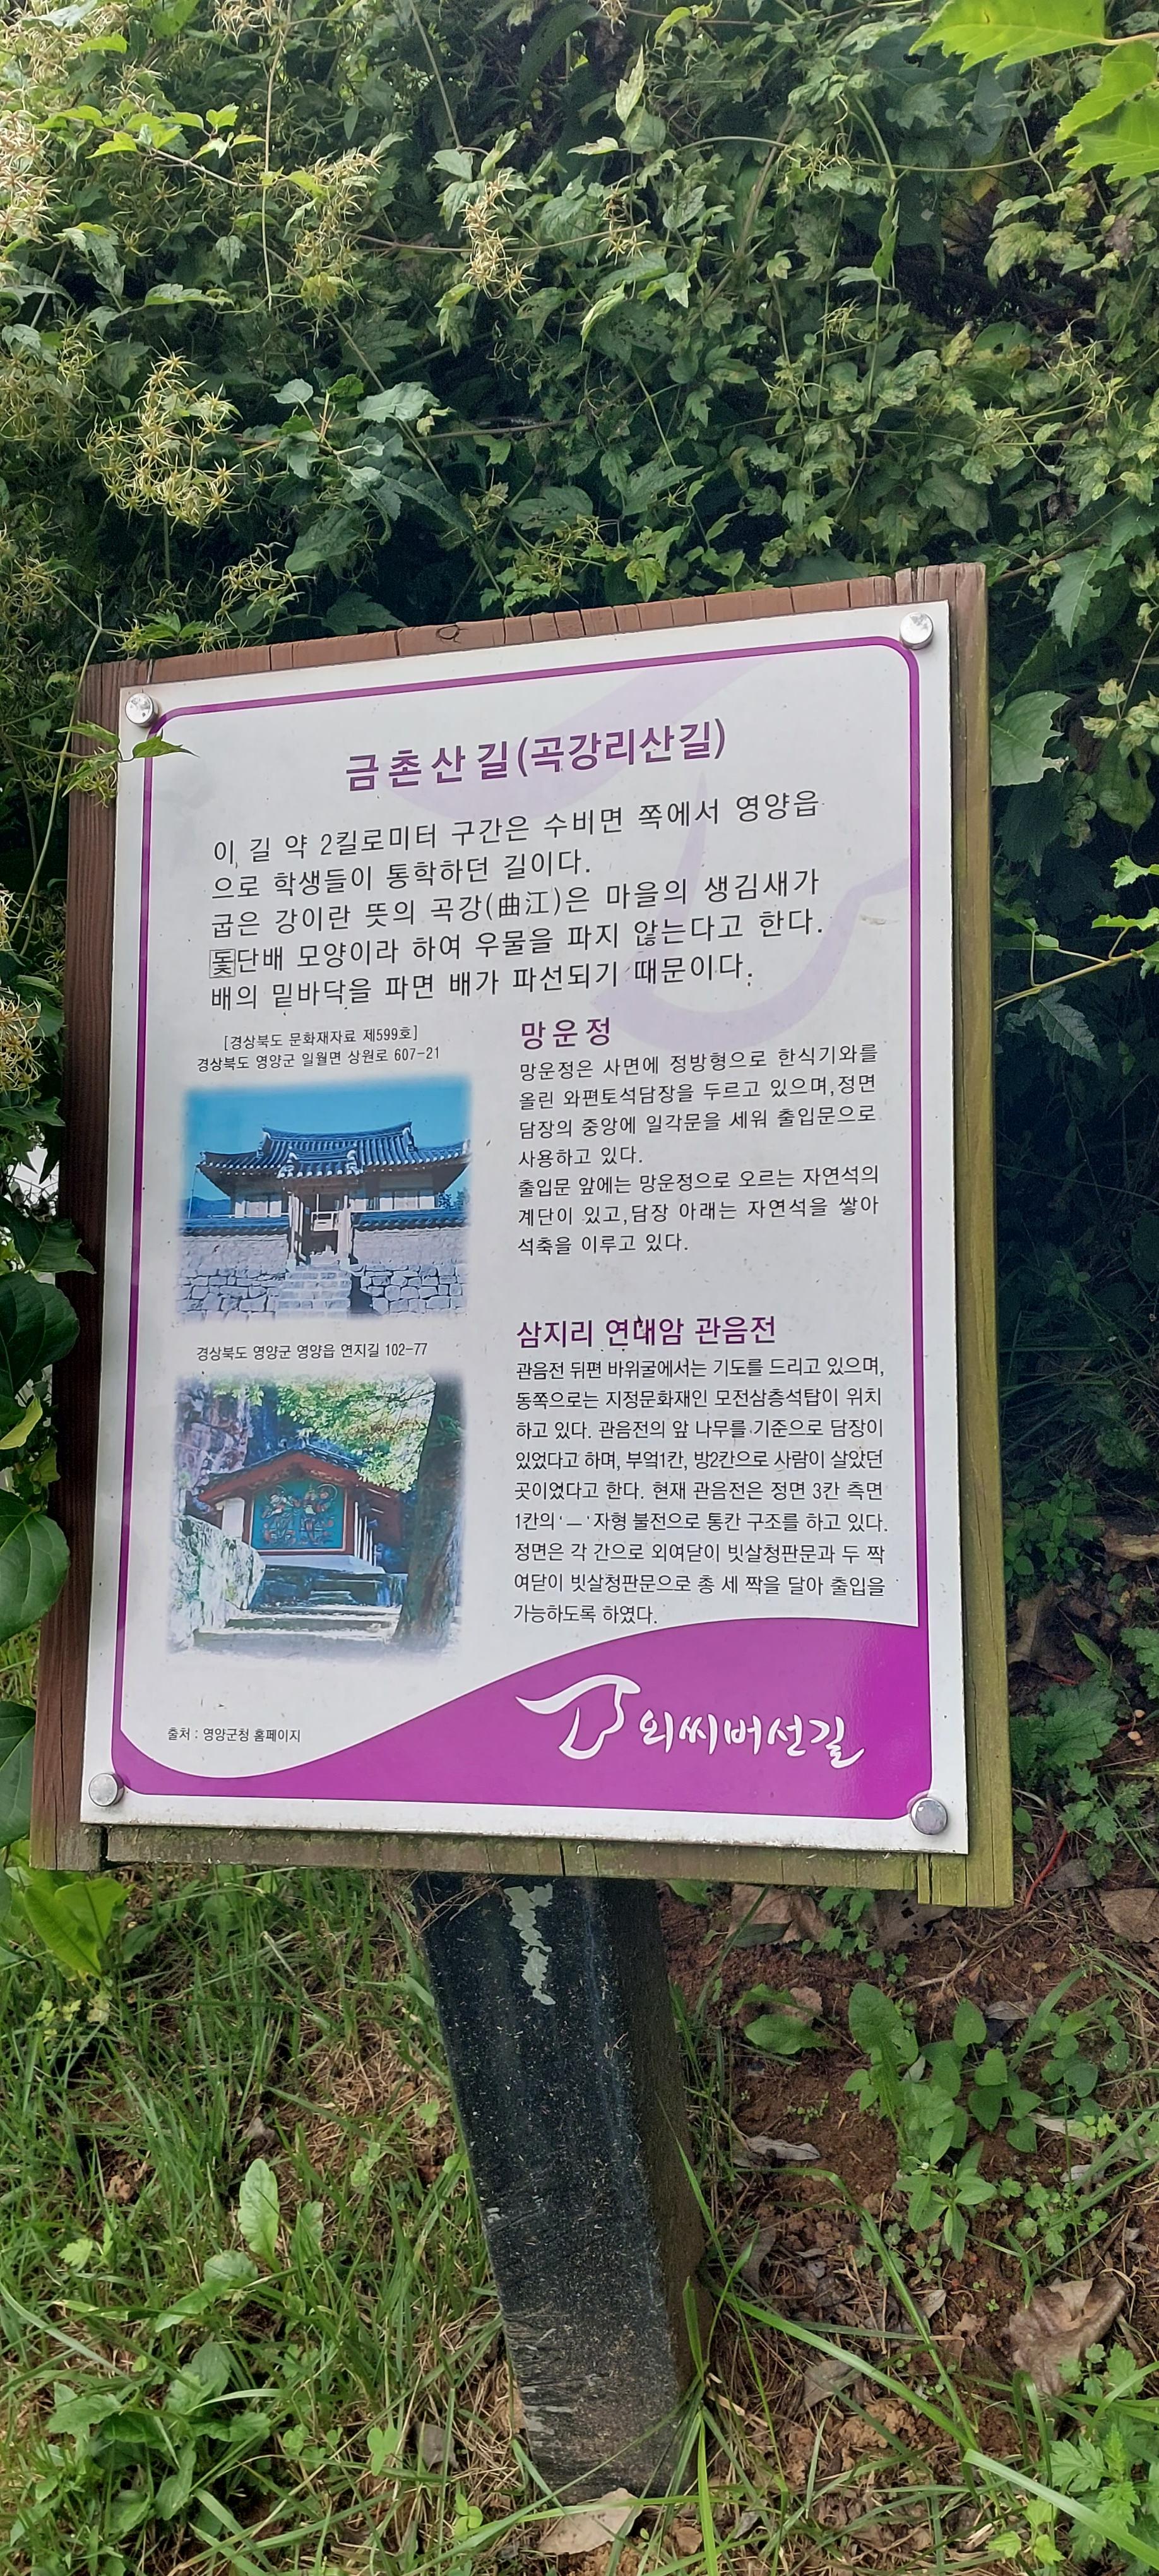 금촌산길(곡강리산길)
이 길 약 2킬로미터 구간은 수비면 쪽에서 영양읍
으로 학생들이 통학하던 길이다.
굽은 강이란 뜻의 곡강(曲江)은 마을의 생김새가
돛단배 모양이라 하여 우물을 파지 않는다고 한다.
배의 밑바닥을 파면 배가 파선되기 때문이다.
[경상북도 문화재자료 제599호]
경상북도 영양군 일월면 상원로 607-21
망운정
망운정은 사면에 정방형으로 한식기와를
올린 와편토석담장을 두르고 있으며,정면
담장의 중앙에 일각문을 세워 출입문으로
사용하고 있다.
출입문 앞에는 망운정으로 오르는 자연석의
계단이 있고,담장 아래는 자연석을 쌓아
석축을 이루고 있다.
경상북도 영양군 영양읍 연지길 102-77
삼지리 연대암 관음전
관음전 뒤편 바위굴에서는 기도를 드리고 있으며,
동쪽으로는 지정문화재인 모전삼층석탑이 위치
하고 있다. 관음전의 앞 나무를 기준으로 담장이
있었다고 하며, 부엌1칸, 방2칸으로 사람이 살았던
곳이었다고 한다. 현재 관음전은 정면 3칸 측면
1칸의 'ㅡ' 자형 불전으로 통칸 구조를 하고 있다.
정면은 각 간으로 외여닫이 빗살청판문과 두 짝
여닫이 빗살청판문으로 총 세 짝을 달아 출입을
가능하도록 하였다.
출처 : 영양군청 홈페이지
외씨버선길